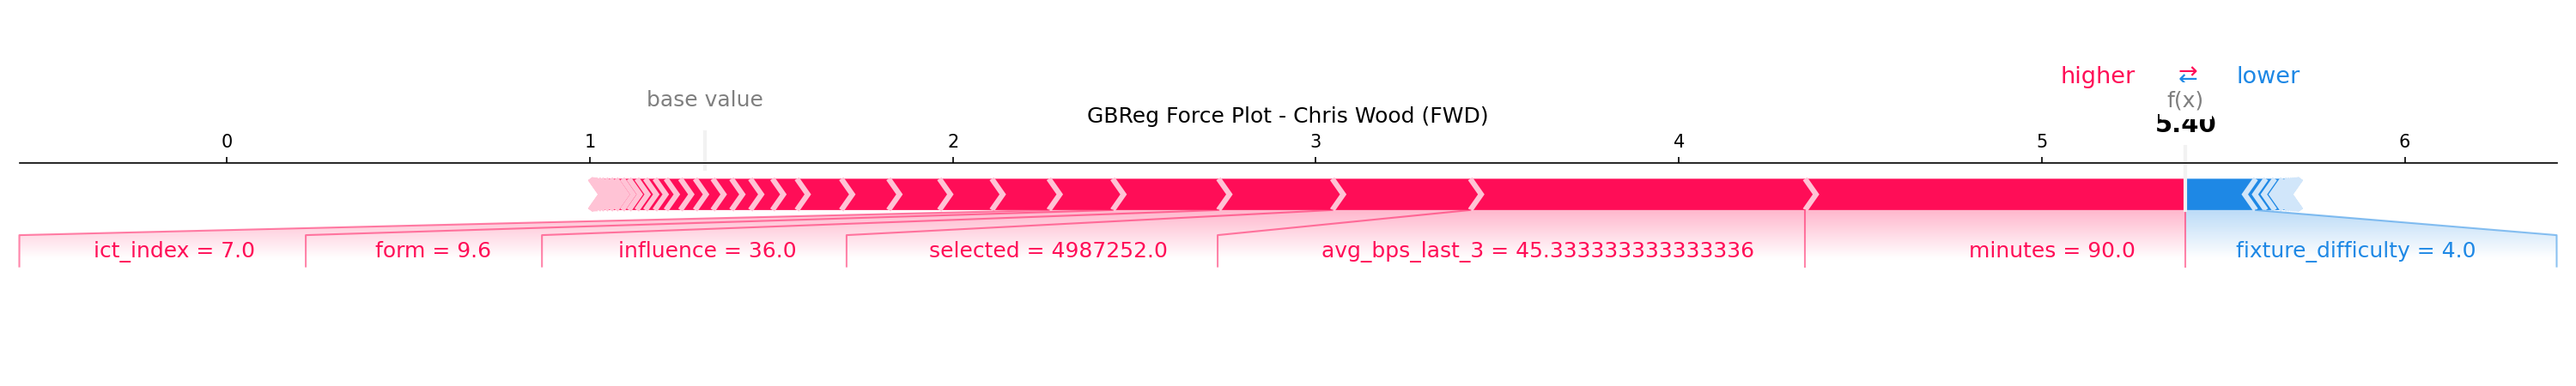 higher ⇄ lower
base value
f(x)
GBReg Force Plot - Chris Wood (FWD)
5.40
0 1 2 3 4 5 6
ict_index = 7.0 form = 9.6 influence = 36.0 selected = 4987252.0 avg_bps_last_3 = 45.333333333333336 minutes = 90.0 fixture_difficulty = 4.0